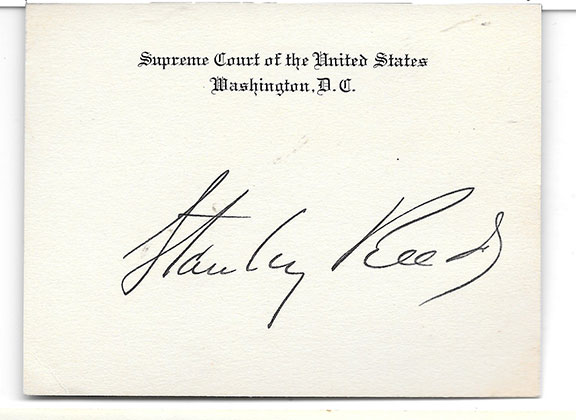 Supreme Court of the United States
Washington, D. C.
Stanley Reed